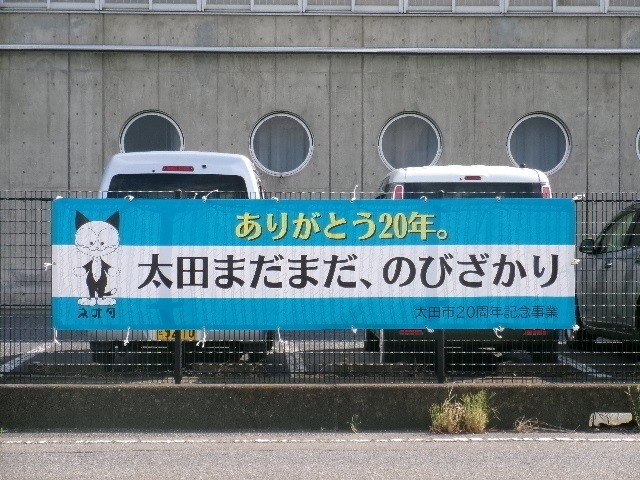 ありがとう20年。
太田まだまだ、のびざかり
太田市20周年記念事業